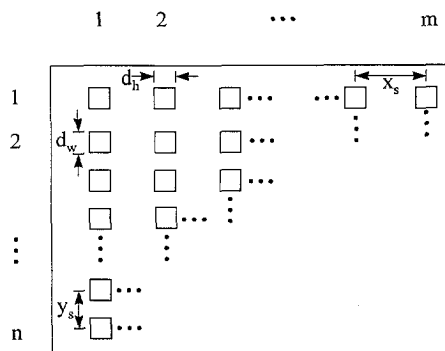 1 2 ... m
d_h x_s
1
2
d_w
⋮
y_s
n